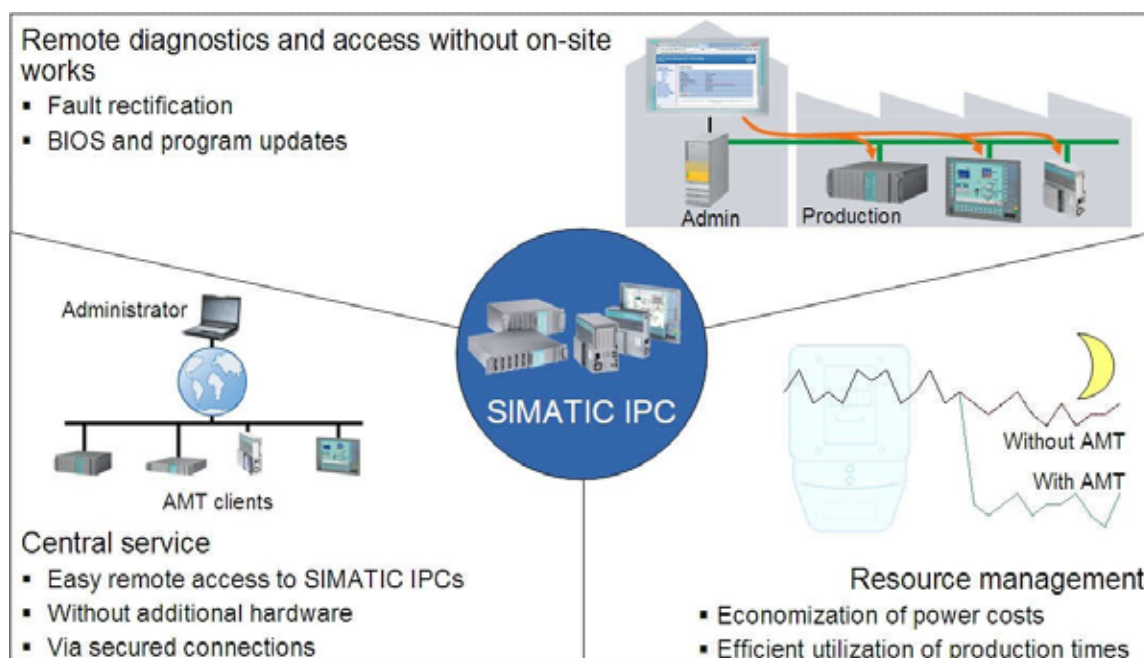 Remote diagnostics and access without on-site
works
▪ Fault rectification
▪ BIOS and program updates
Admin
Production
Administrator
AMT clients
Central service
▪ Easy remote access to SIMATIC IPCs
▪ Without additional hardware
▪ Via secured connections
SIMATIC IPC
Without AMT
With AMT
Resource management
▪ Economization of power costs
▪ Efficient utilization of production times